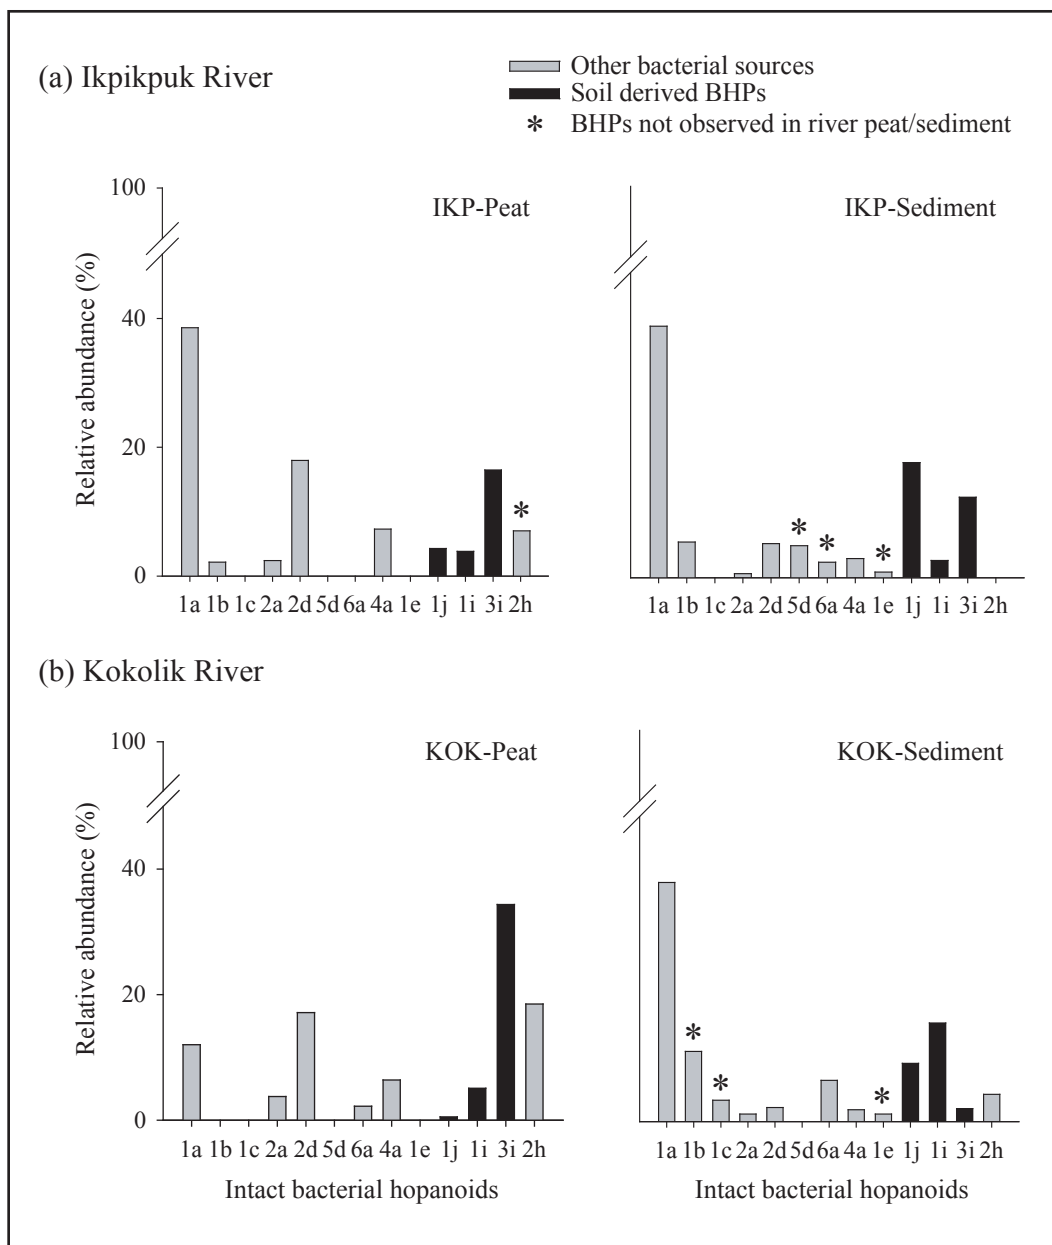 (a) Ikpikpuk River
Other bacterial sources
Soil derived BHPs
* BHPs not observed in river peat/sediment
IKP-Peat
IKP-Sediment
Relative abundance (%)
100
40
20
0
*
* * *
1a 1b 1c 2a 2d 5d 6a 4a 1e 1j 1i 3i 2h
1a 1b 1c 2a 2d 5d 6a 4a 1e 1j 1i 3i 2h
(b) Kokolik River
KOK-Peat
KOK-Sediment
Relative abundance (%)
100
40
20
0
* * *
1a 1b 1c 2a 2d 5d 6a 4a 1e 1j 1i 3i 2h
1a 1b 1c 2a 2d 5d 6a 4a 1e 1j 1i 3i 2h
Intact bacterial hopanoids
Intact bacterial hopanoids